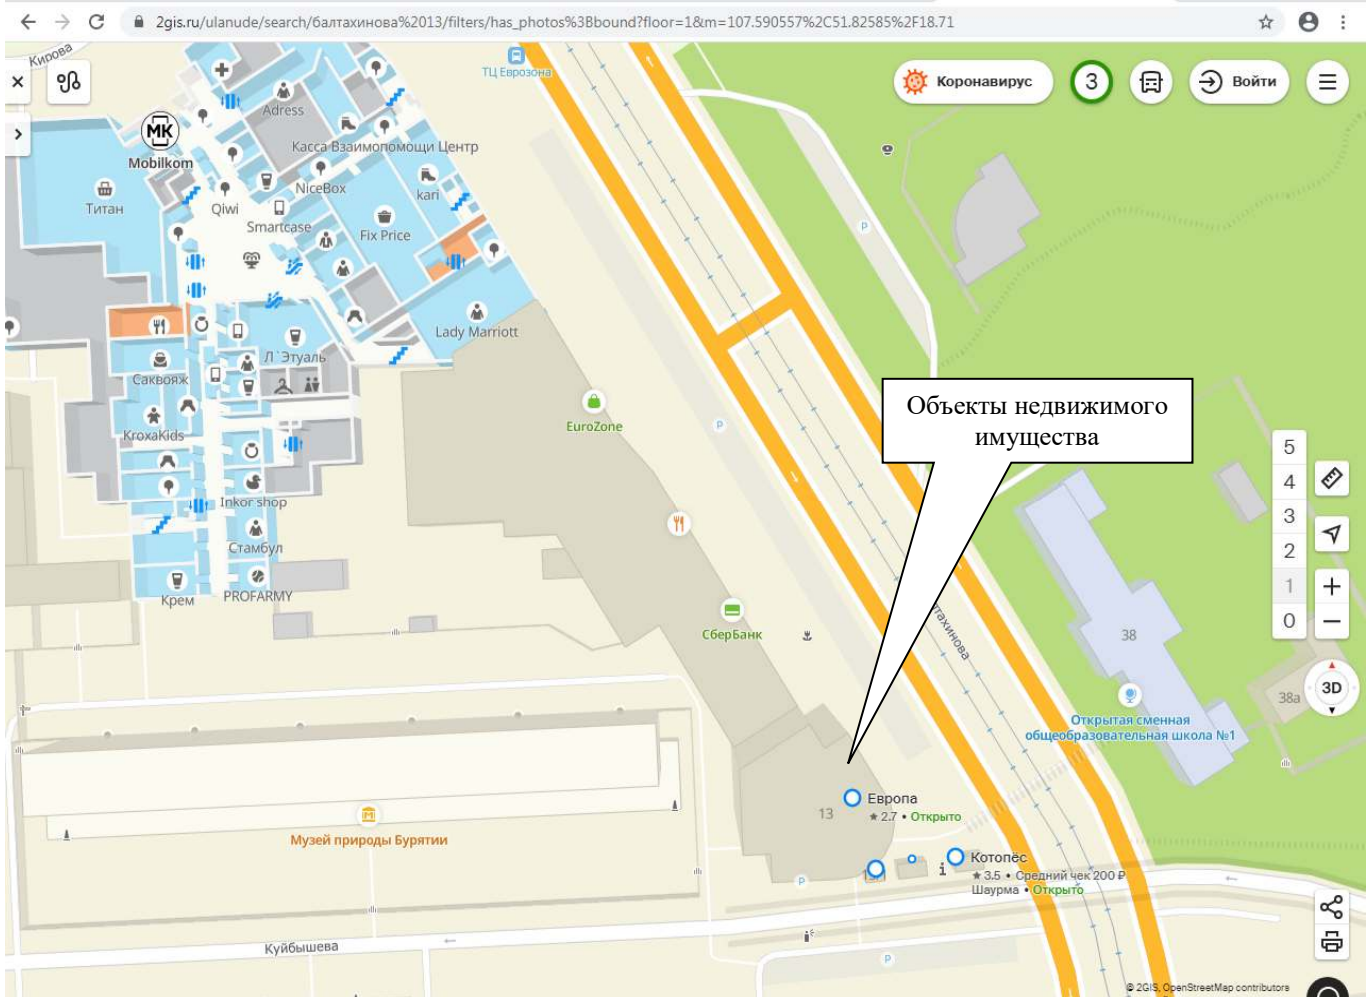 2gis.ru/ulanude/search/балтахинова%2013/filters/has_photos%3Bbound?floor=1&m=107.590557%2C51.82585%2F18.71
Кирова
ТЦ Еврозона
Коронавирус
3
Войти
Adress
MK
Mobilkom
Касса Взаимопомощи Центр
NiceBox
kari
Титан
Qiwi
Smartcase
Fix Price
P
Lady Marriott
Л`Этуаль
Саквояж
KroxaKids
EuroZone
P
Объекты недвижимого
имущества
5
4
3
2
1
0
Inkor shop
Стамбул
Крем
PROFARMY
СберБанк
тахинова
38
38а
3D
Открытая сменная
общеобразовательная школа №1
Музей природы Бурятии
13
Европа
★ 2.7 • Открыто
Котопёс
★ 3.5 • Средний чек 200 ₽
Шаурма • Открыто
P
Куйбышева
P
© 2GIS, OpenStreetMap contributors